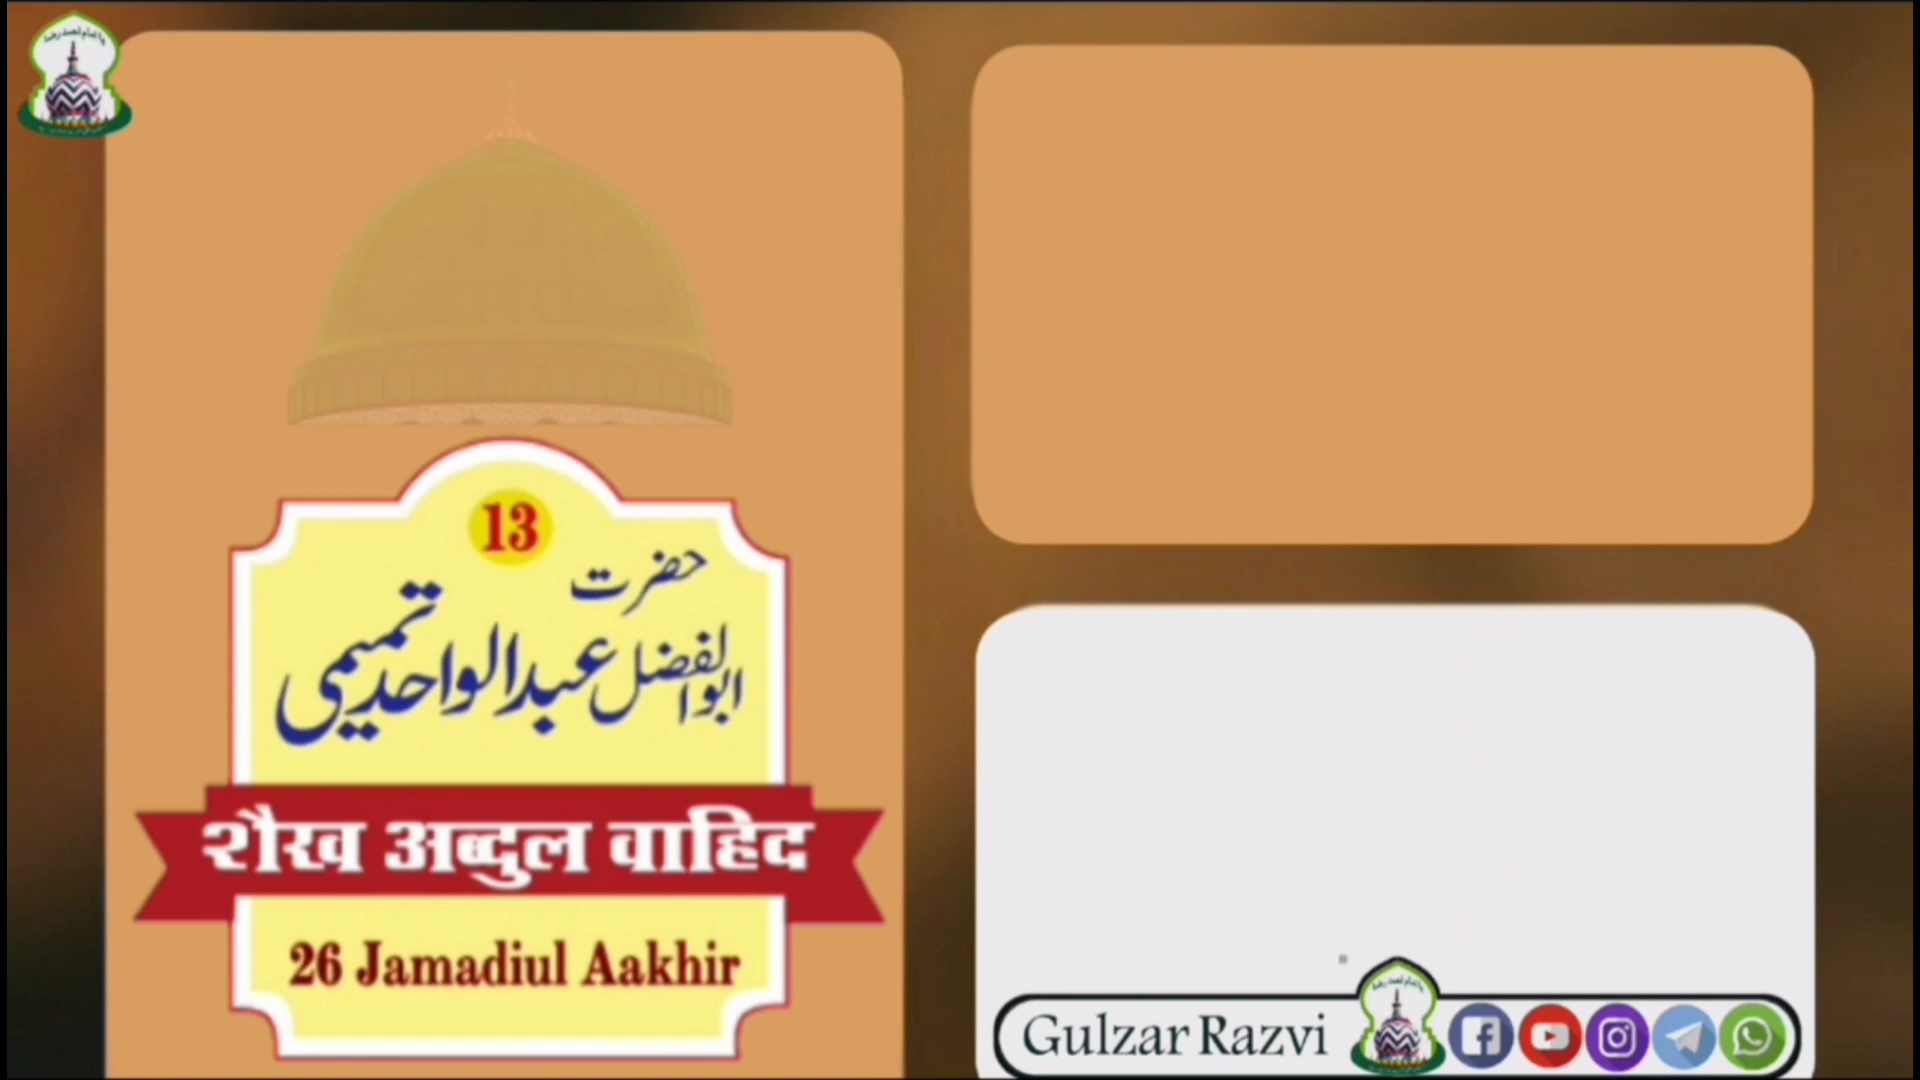 13
حضرت
ابوالفضل عبدالواحد تمیمی
शैख अब्दुल वाहिद
26 Jamadiul Aakhir
Gulzar Razvi